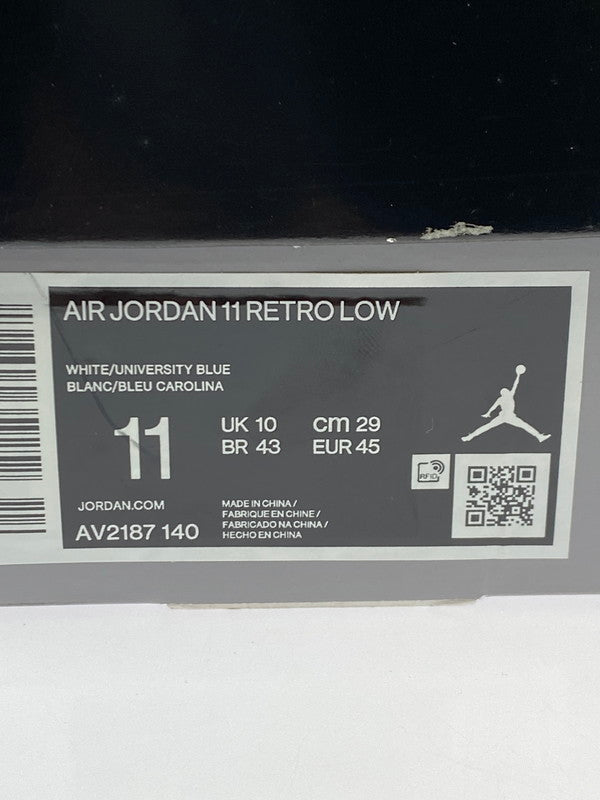 AIR JORDAN 11 RETRO LOW
WHITE/UNIVERSITY BLUE
BLANC/BLEU CAROLINA
11
UK 10 cm 29
BR 43 EUR 45
RFID
JORDAN.COM
AV2187 140
MADE IN CHINA /
FABRIQUE EN CHINE /
FABRICADO NA CHINA /
HECHO EN CHINA